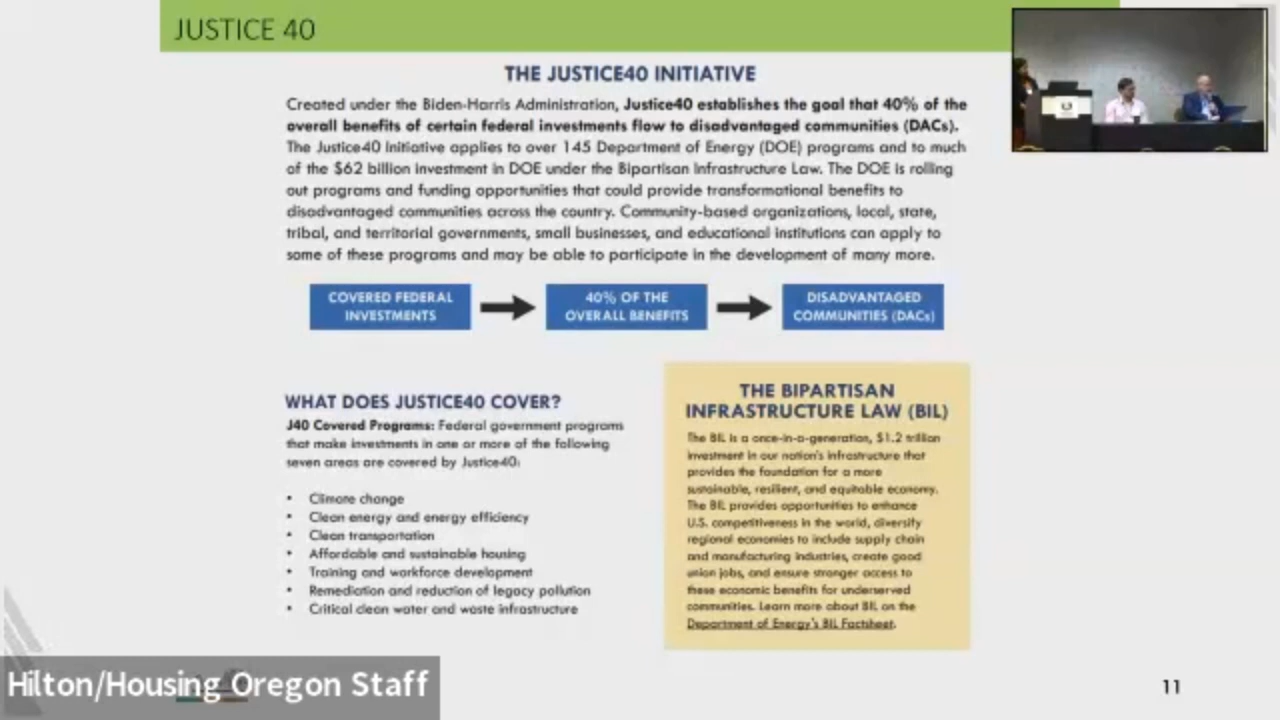 JUSTICE 40
THE JUSTICE40 INITIATIVE
Created under the Biden-Harris Administration, Justice40 establishes the goal that 40% of the
overall benefits of certain federal investments flow to disadvantaged communities (DACs).
The Justice40 Initiative applies to over 145 Department of Energy (DOE) programs and to much
of the $62 billion investment in DOE under the Bipartisan Infrastructure Law. The DOE is rolling
out programs and funding opportunities that could provide transformational benefits to
disadvantaged communities across the country. Community-based organizations, local, state,
tribal, and territorial governments, small businesses, and educational institutions can apply to
some of these programs and may be able to participate in the development of many more.
COVERED FEDERAL
INVESTMENTS
40% OF THE
OVERALL BENEFITS
DISADVANTAGED
COMMUNITIES (DACs)
WHAT DOES JUSTICE40 COVER?
J40 Covered Programs: Federal government programs
that make investments in one or more of the following
seven areas are covered by Justice40:
• Climate change
• Clean energy and energy efficiency
• Clean transportation
• Affordable and sustainable housing
• Training and workforce development
• Remediation and reduction of legacy pollution
• Critical clean water and waste infrastructure
THE BIPARTISAN
INFRASTRUCTURE LAW (BIL)
The BIL is a once-in-a-generation, $1.2 trillion
investment in our nation's infrastructure that
provides the foundation for a more
sustainable, resilient, and equitable economy.
The BIL provides opportunities to enhance
U.S. competitiveness in the world, diversify
regional economies to include supply chain
and manufacturing industries, create good
union jobs, and ensure stronger access to
these economic benefits for underserved
communities. Learn more about BIL on the
Department of Energy's BIL Factsheet.
Hilton/Housing Oregon Staff
11